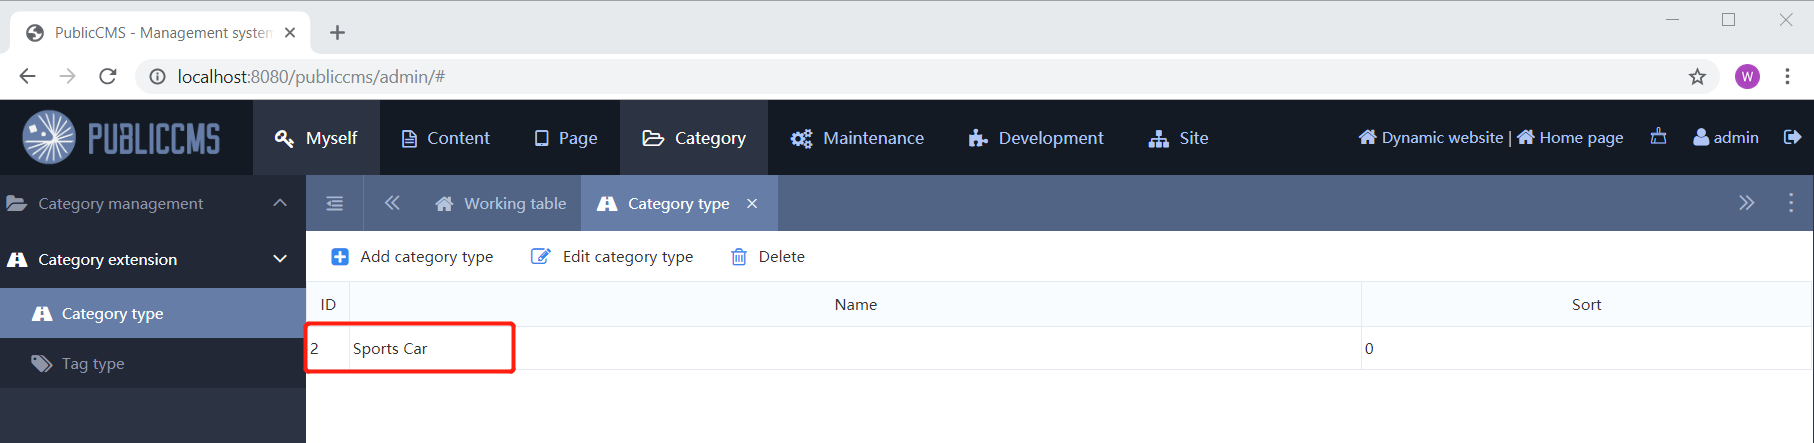 PublicCMS - Management system
localhost:8080/publiccms/admin/#
W
PUBLICCMS
Myself
Content
Page
Category
Maintenance
Development
Site
Dynamic website | Home page
admin
Category management
Working table
Category type
Category extension
Add category type
Edit category type
Delete
Category type
ID Name Sort
2 Sports Car 0
Tag type